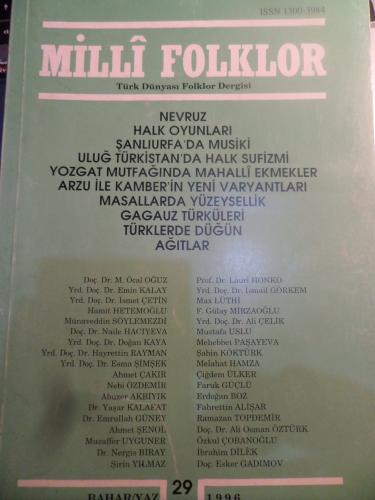 ISSN 1300-3984
MİLLÎ FOLKLOR
Türk Dünyası Folklor Dergisi
NEVRUZ
HALK OYUNLARI
ŞANLIURFA'DA MUSİKİ
ULUĞ TÜRKİSTAN'DA HALK SUFİZMİ
YOZGAT MUTFAĞINDA MAHALLİ EKMEKLER
ARZU İLE KAMBER'İN YENİ VARYANTLARI
MASALLARDA YÜZEYSELLİK
GAGAUZ TÜRKÜLERİ
TÜRKLERDE DÜĞÜN
AĞITLAR
Doç. Dr. M. Öcal OĞUZ
Yrd. Doç. Dr. Emin KALAY
Yrd. Doç. Dr. İsmet ÇETİN
Hamit HETEMOĞLU
Münaveddin SÖYLEMEZDİ
Doç. Dr. Naile HACIYEVA
Yrd. Doç. Dr. Doğan KAYA
Yrd. Doç. Dr. Hayrettin RAYMAN
Yrd. Doç. Dr. Esma ŞİMŞEK
Ahmet ÇAKIR
Nebi ÖZDEMİR
Abuzer AKBIYIK
Dr. Yaşar KALAFAT
Dr. Emrullah GÜNEY
Ahmet ŞENOL
Muzaffer UYGUNER
Dr. Nergis BİRAY
Şirin YILMAZ
Prof. Dr. Lauri HONKO
Yrd. Doç. Dr. İsmail GÖRKEM
Max LÜTHİ
F. Gülay MİRZAOĞLU
Yrd. Doç. Dr. Ali ÇELİK
Mustafa USLU
Mehebbet PAŞAYEVA
Şahin KÖKTÜRK
Melahat HAMZA
Çiğdem ÜLKER
Faruk GÜÇLÜ
Erdoğan BOZ
Fahrettin ALIŞAR
Ramazan TOPDEMİR
Doç. Dr. Ali Osman ÖZTÜRK
Özkul ÇOBANOĞLU
İbrahim DİLEK
Doç. Esker GADIMOV
BAHAR/YAZ 29 1996